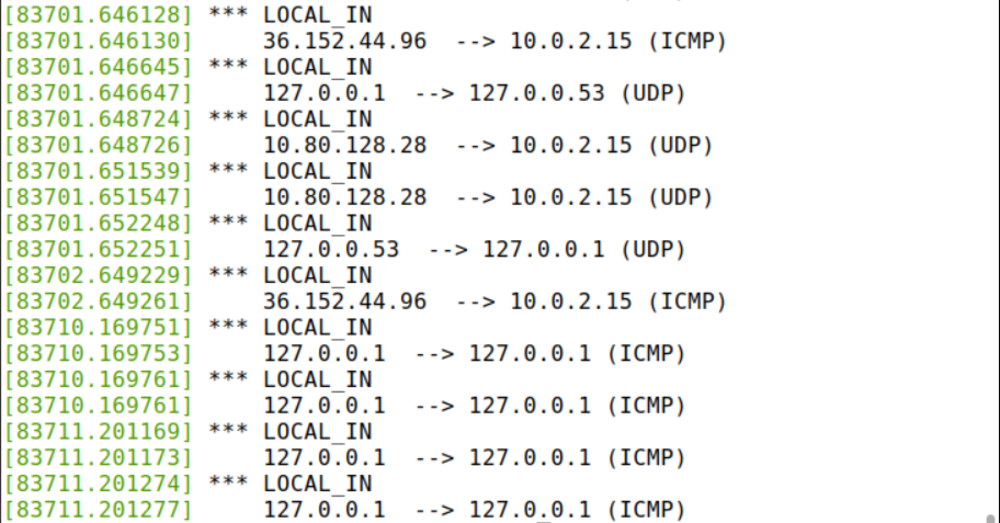 [83701.646128] *** LOCAL_IN
[83701.646130]     36.152.44.96  --> 10.0.2.15 (ICMP)
[83701.646645] *** LOCAL_IN
[83701.646647]     127.0.0.1  --> 127.0.0.53 (UDP)
[83701.648724] *** LOCAL_IN
[83701.648726]     10.80.128.28  --> 10.0.2.15 (UDP)
[83701.651539] *** LOCAL_IN
[83701.651547]     10.80.128.28  --> 10.0.2.15 (UDP)
[83701.652248] *** LOCAL_IN
[83701.652251]     127.0.0.53  --> 127.0.0.1 (UDP)
[83702.649229] *** LOCAL_IN
[83702.649261]     36.152.44.96  --> 10.0.2.15 (ICMP)
[83710.169751] *** LOCAL_IN
[83710.169753]     127.0.0.1  --> 127.0.0.1 (ICMP)
[83710.169761] *** LOCAL_IN
[83710.169761]     127.0.0.1  --> 127.0.0.1 (ICMP)
[83711.201169] *** LOCAL_IN
[83711.201173]     127.0.0.1  --> 127.0.0.1 (ICMP)
[83711.201274] *** LOCAL_IN
[83711.201277]     127.0.0.1  --> 127.0.0.1 (ICMP)